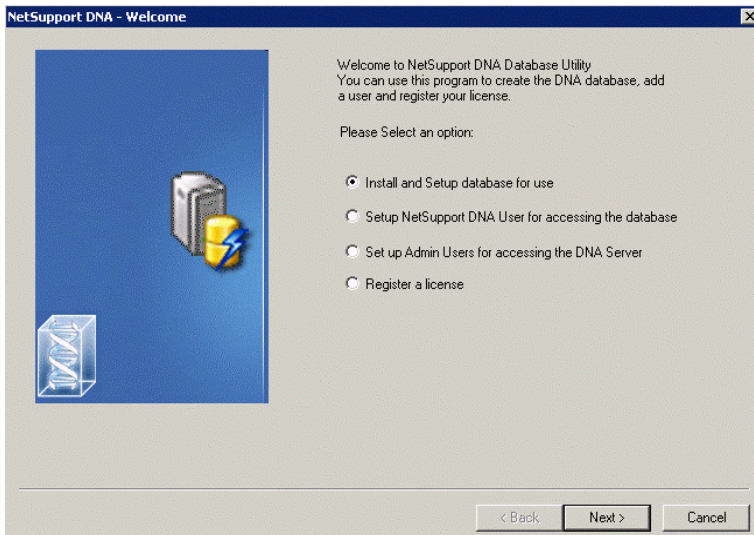 NetSupport DNA - Welcome
Welcome to NetSupport DNA Database Utility
You can use this program to create the DNA database, add
a user and register your license.
Please Select an option:
Install and Setup database for use
Setup NetSupport DNA User for accessing the database
Set up Admin Users for accessing the DNA Server
Register a license
< Back
Next >
Cancel